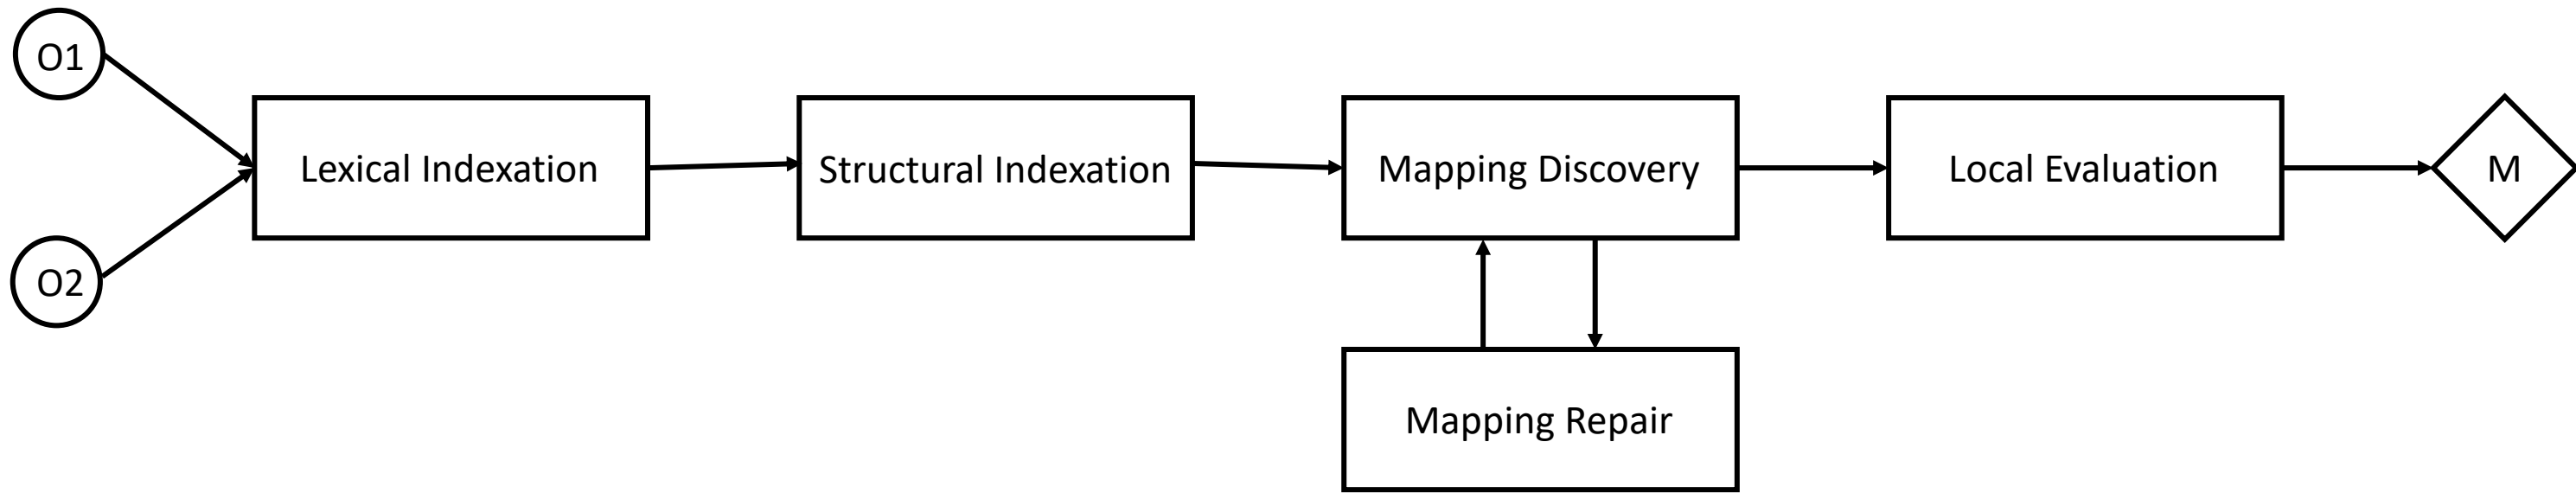 O1
O2
Lexical Indexation
Structural Indexation
Mapping Discovery
Mapping Repair
Local Evaluation
M